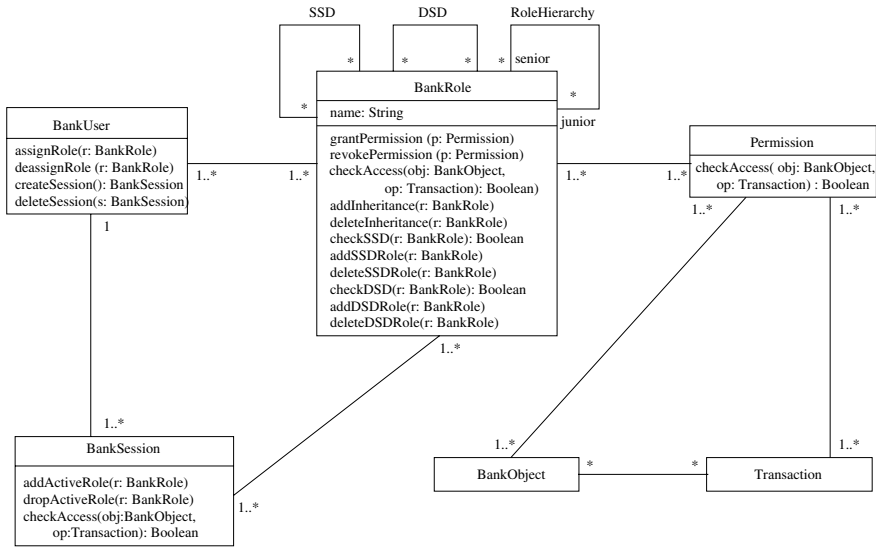 SSD
DSD
RoleHierarchy
*
*
*
*
senior
*
*
junior
BankRole
name: String
grantPermission (p: Permission)
revokePermission (p: Permission)
checkAccess(obj: BankObject,
op: Transaction): Boolean)
addInheritance(r: BankRole)
deleteInheritance(r: BankRole)
checkSSD(r: BankRole): Boolean
addSSDRole(r: BankRole)
deleteSSDRole(r: BankRole)
checkDSD(r: BankRole): Boolean
addDSDRole(r: BankRole)
deleteDSDRole(r: BankRole)
BankUser
assignRole(r: BankRole)
deassignRole (r: BankRole)
createSession(): BankSession
deleteSession(s: BankSession)
1..*
1..*
1..*
1..*
Permission
checkAccess( obj: BankObject,
op: Transaction) : Boolean
1
1..*
1..*
1..*
1..*
1..*
1..*
BankSession
addActiveRole(r: BankRole)
dropActiveRole(r: BankRole)
checkAccess(obj:BankObject,
op:Transaction): Boolean
1..*
BankObject
*
*
Transaction